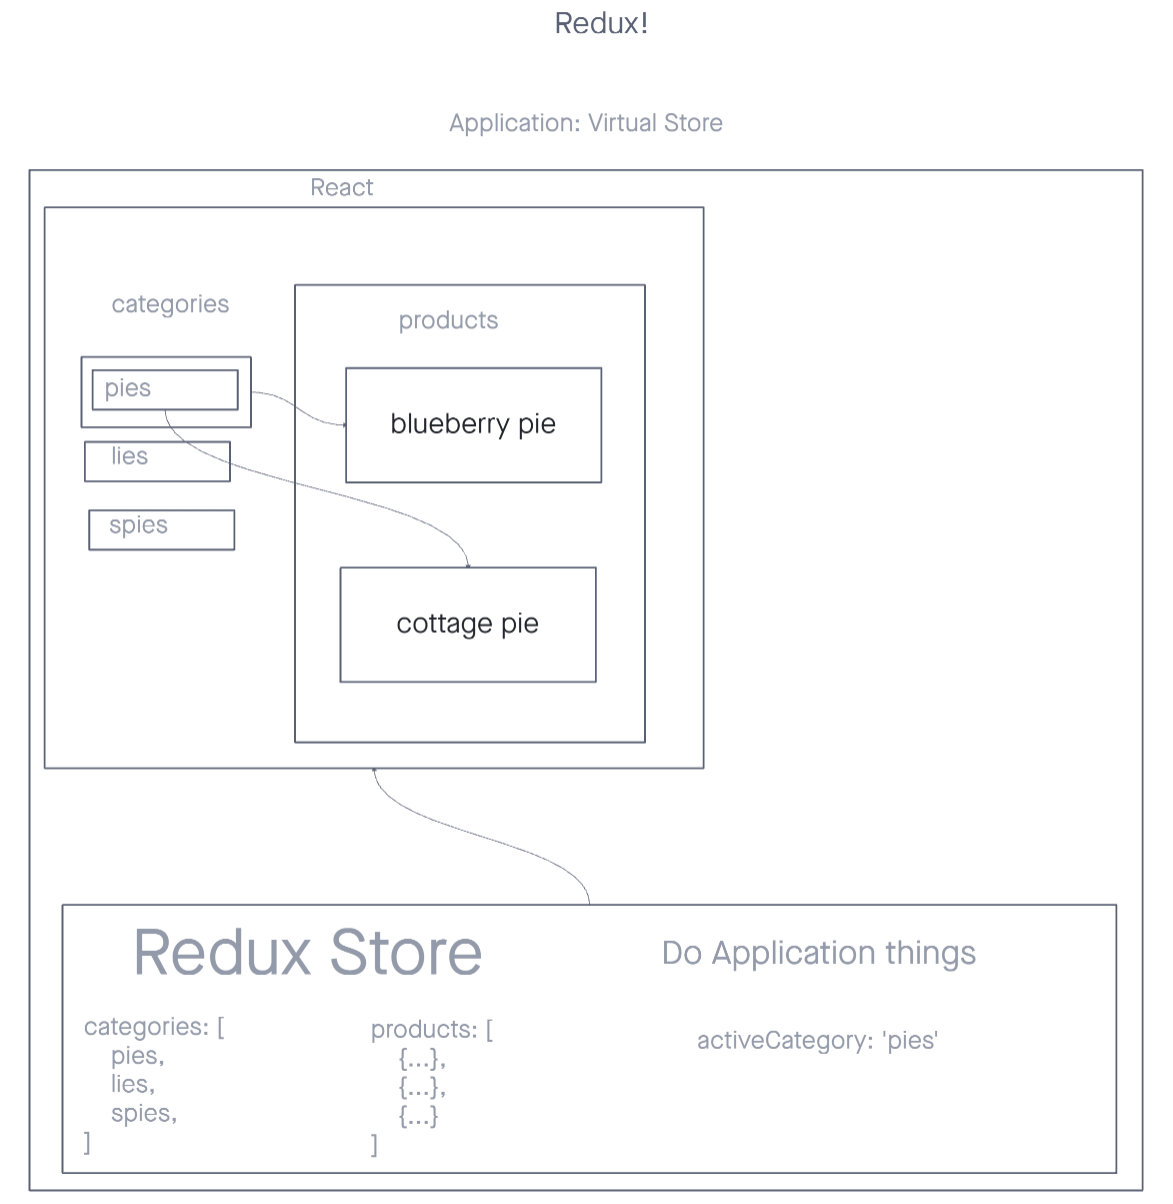 Redux!
Application: Virtual Store
React
categories
products
pies
blueberry pie
lies
spies
cottage pie
Redux Store
Do Application things
categories: [
pies,
lies,
spies,
]
products: [
{...},
{...},
{...}
]
activeCategory: 'pies'